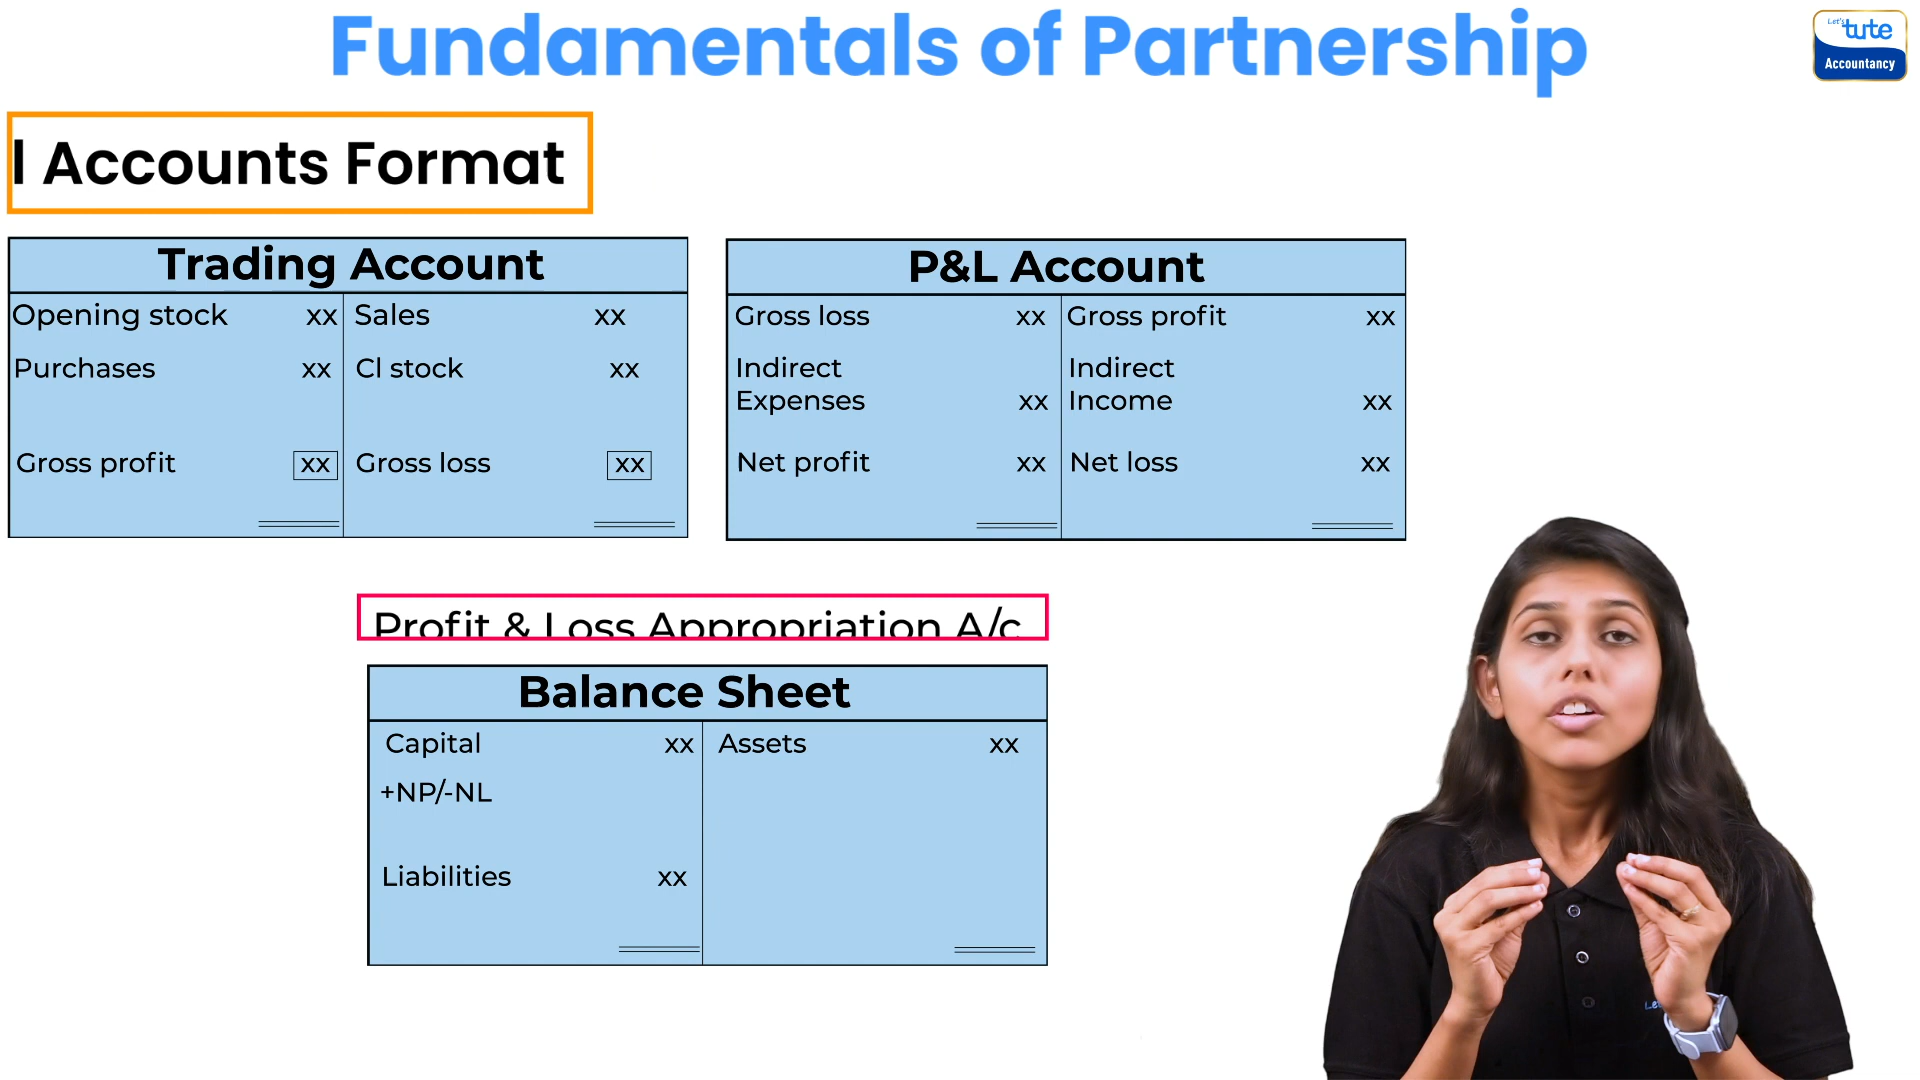 Fundamentals of Partnership
Let's
tute
Accountancy
l Accounts Format
Trading Account
Opening stock xx Sales xx
Purchases xx Cl stock xx
Gross profit xx Gross loss xx
P&L Account
Gross loss xx Gross profit xx
Indirect Indirect
Expenses xx Income xx
Net profit xx Net loss xx
Profit & Loss Appropriation A/c
Balance Sheet
Capital xx Assets xx
+NP/-NL
Liabilities xx